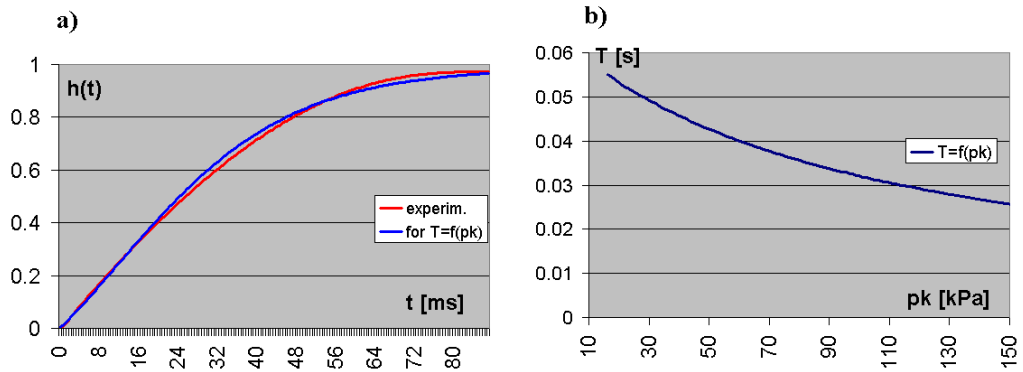 a)
1
0.8
0.6
0.4
0.2
0
h(t)
experim.
for T=f(pk)
t [ms]
0 8 16 24 32 40 48 56 64 72 80
b)
0.06
0.05
0.04
0.03
0.02
0.01
0
T [s]
T=f(pk)
pk [kPa]
10 30 50 70 90 110 130 150